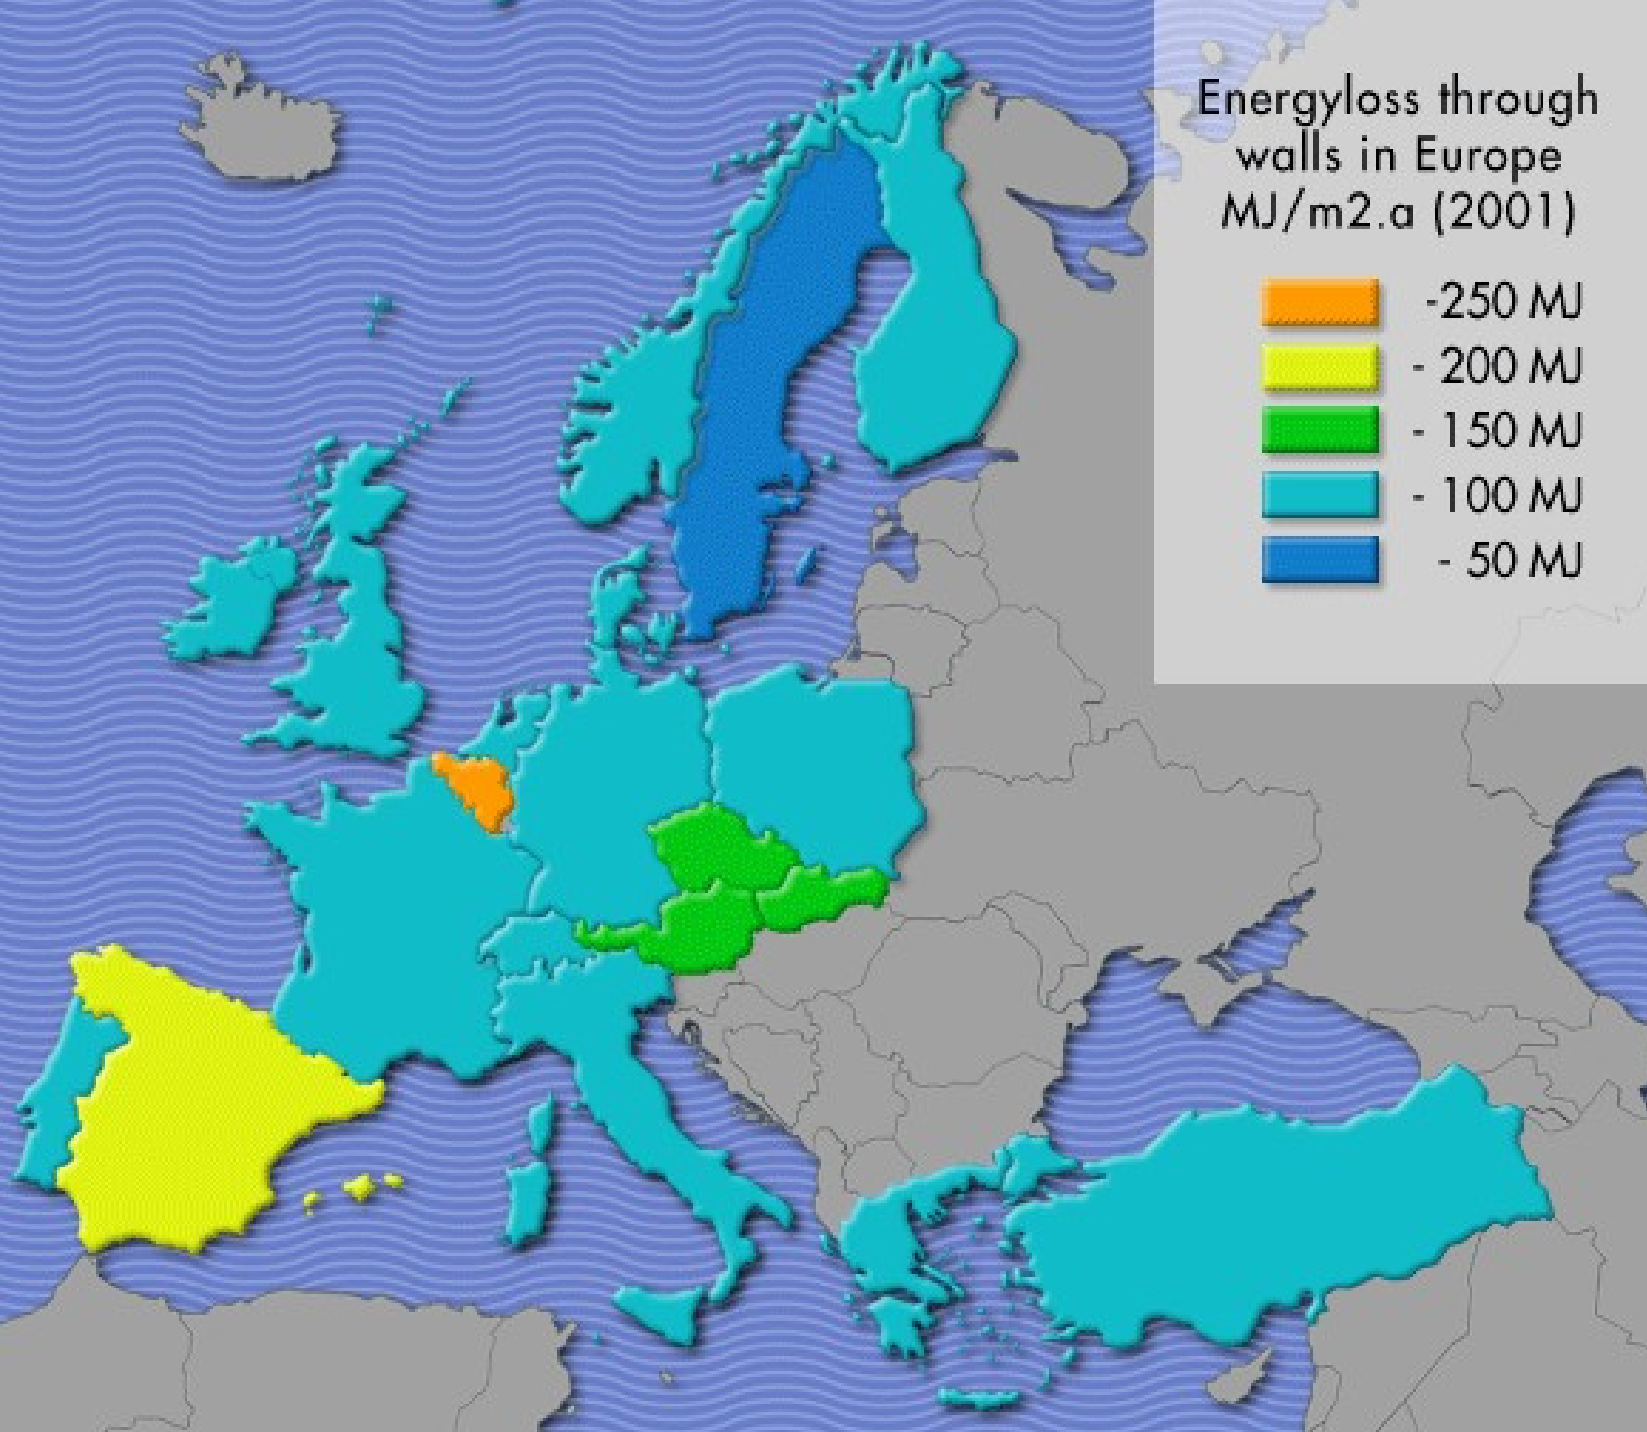 Energyloss through
walls in Europe
MJ/m2.a (2001)
-250 MJ
- 200 MJ
- 150 MJ
- 100 MJ
- 50 MJ